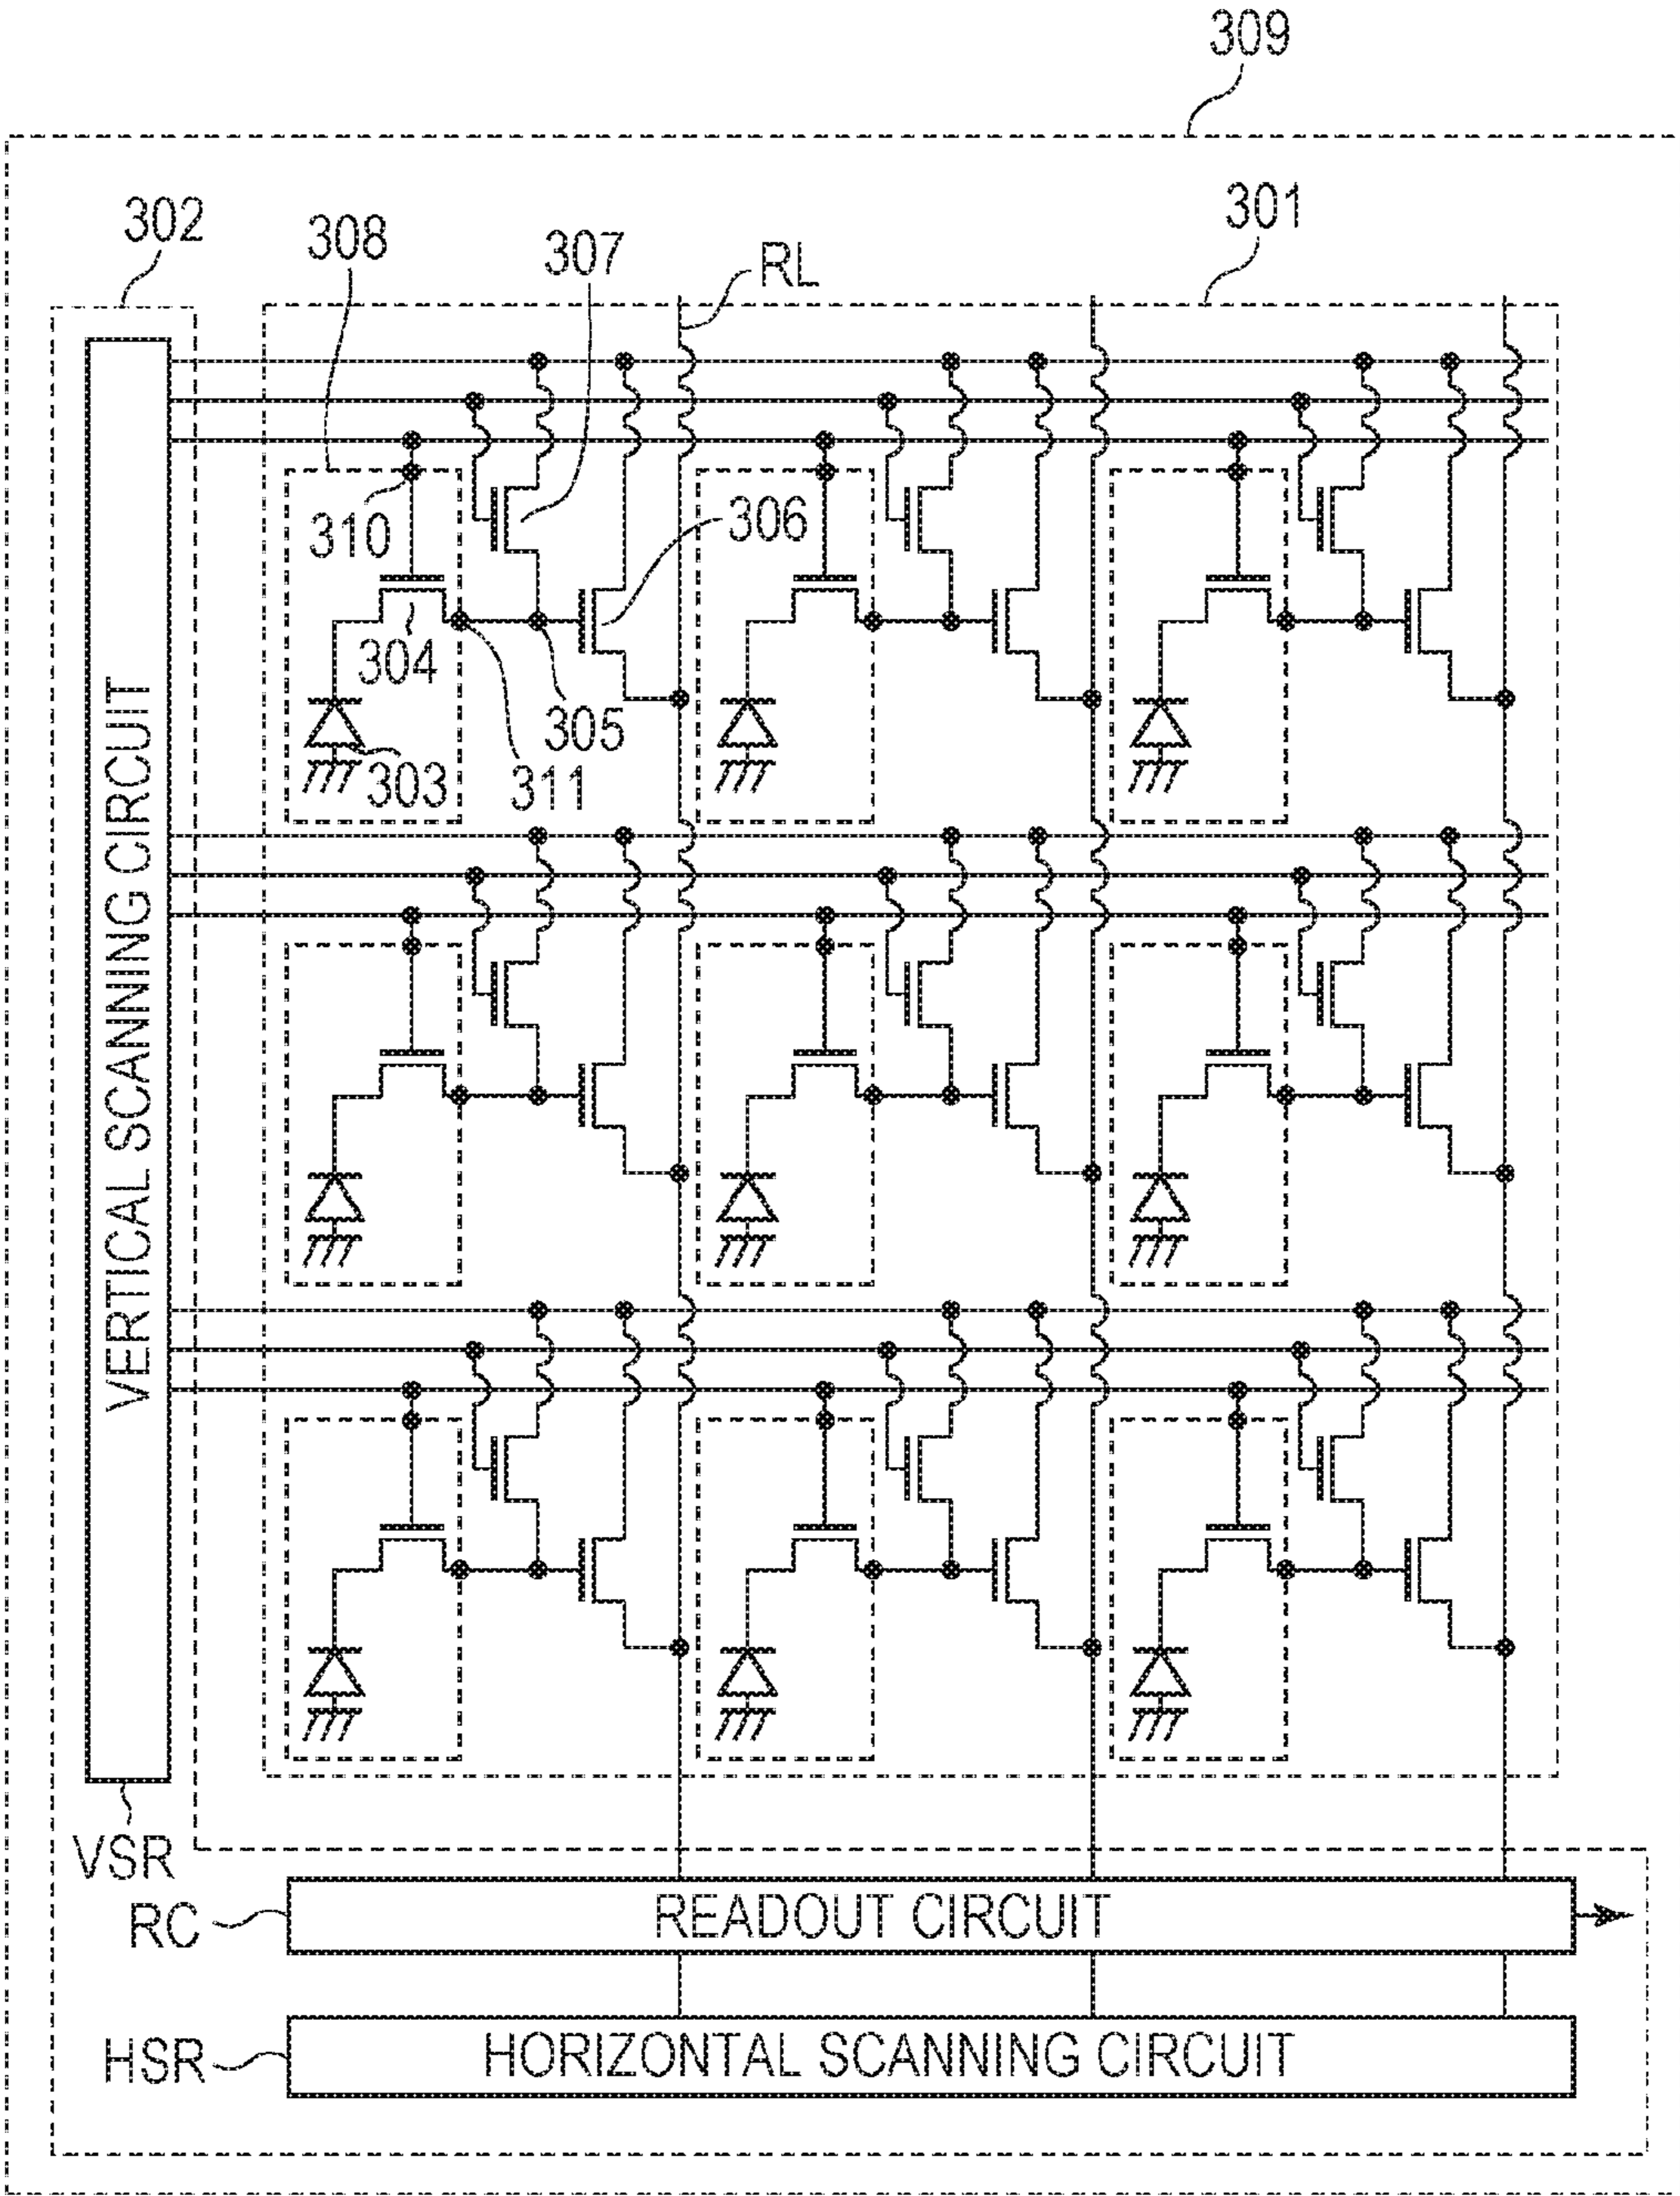 309
302
308
307
RL
301
310
306
304
305
303
311
VERTICAL SCANNING CIRCUIT
VSR
RC
READOUT CIRCUIT
HSR
HORIZONTAL SCANNING CIRCUIT